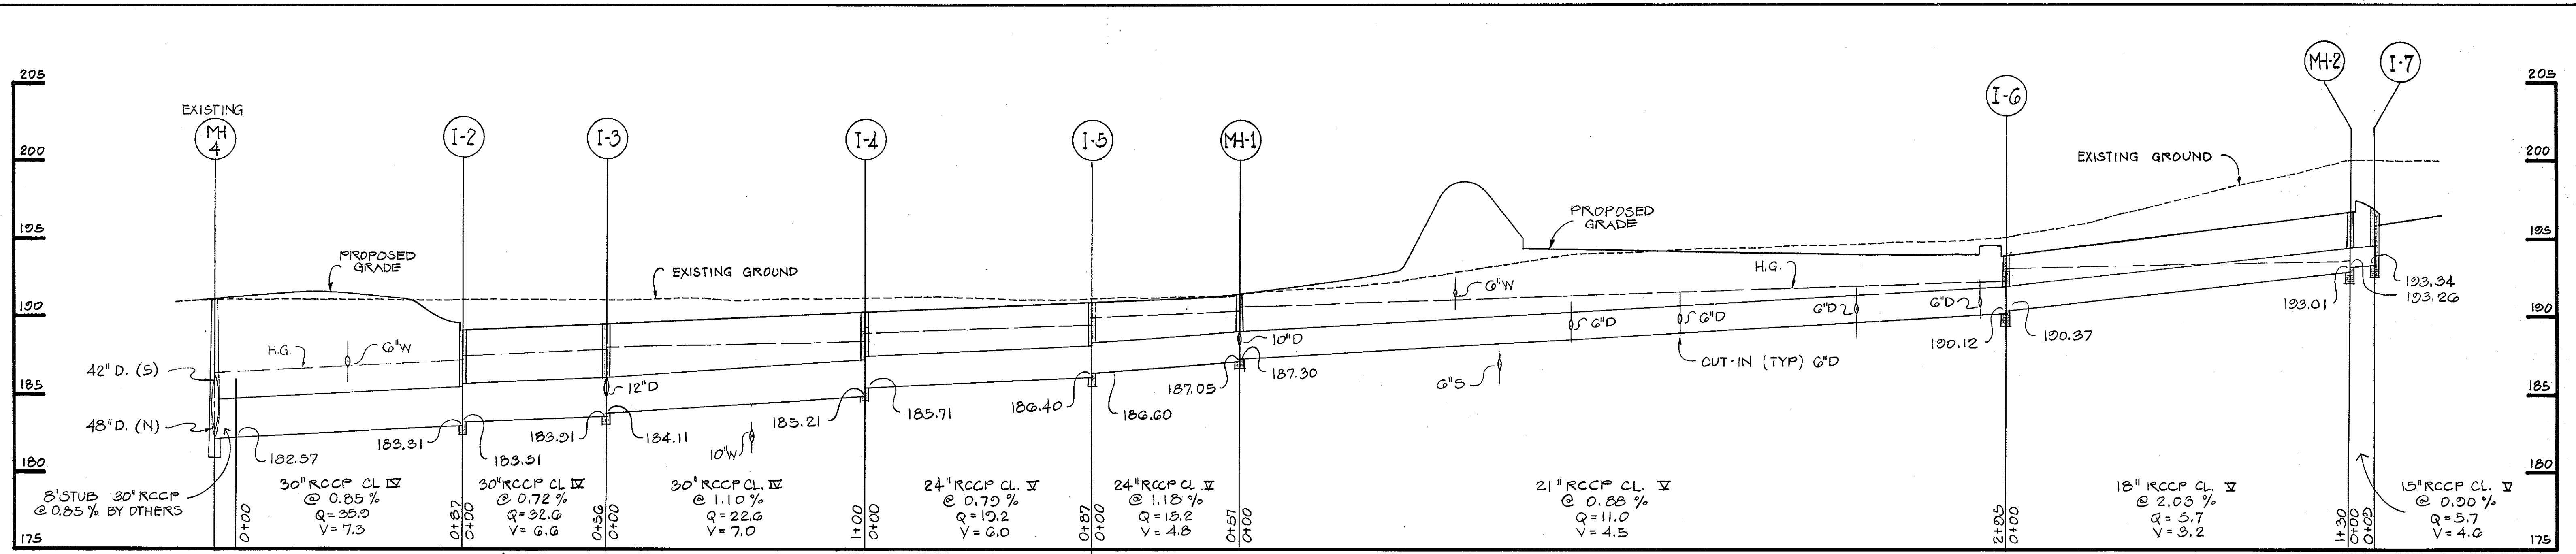 205
200
195
190
185
180
175
EXISTING
MH
4
I-2
I-3
I-4
I-5
MH-1
I-6
MH-2
I-7
205
200
195
190
185
180
175
PROPOSED
GRADE
EXISTING GROUND
H.G.
6"W
42" D. (S)
48" D. (N)
182.57
8' STUB 30" RCCP
@ 0.85 % BY OTHERS
0+00
30" RCCP CL IV
@ 0.85 %
Q = 35.9
V = 7.3
183.31
183.51
0+87
0+00
30" RCCP CL IV
@ 0.72 %
Q = 32.6
V = 6.6
12"D
183.91
184.11
0+56
0+00
10"W
30" RCCP CL. IV
@ 1.10 %
Q = 22.6
V = 7.0
185.21
185.71
1+00
0+00
24" RCCP CL. V
@ 0.79 %
Q = 19.2
V = 6.0
186.40
186.60
0+87
0+00
24" RCCP CL. V
@ 1.18 %
Q = 15.2
V = 4.8
10"D
187.05
187.30
0+57
0+00
6"W
PROPOSED
GRADE
H.G.
6"D
6"D
6"D
6"D
6"S
CUT-IN (TYP) 6"D
21" RCCP CL. V
@ 0.88 %
Q = 11.0
V = 4.5
190.12
190.37
2+95
0+00
EXISTING GROUND
18" RCCP CL. V
@ 2.03 %
Q = 5.7
V = 3.2
193.01
193.34
193.26
1+30
0+00
0+09
15" RCCP CL. V
@ 0.90 %
Q = 5.7
V = 4.6